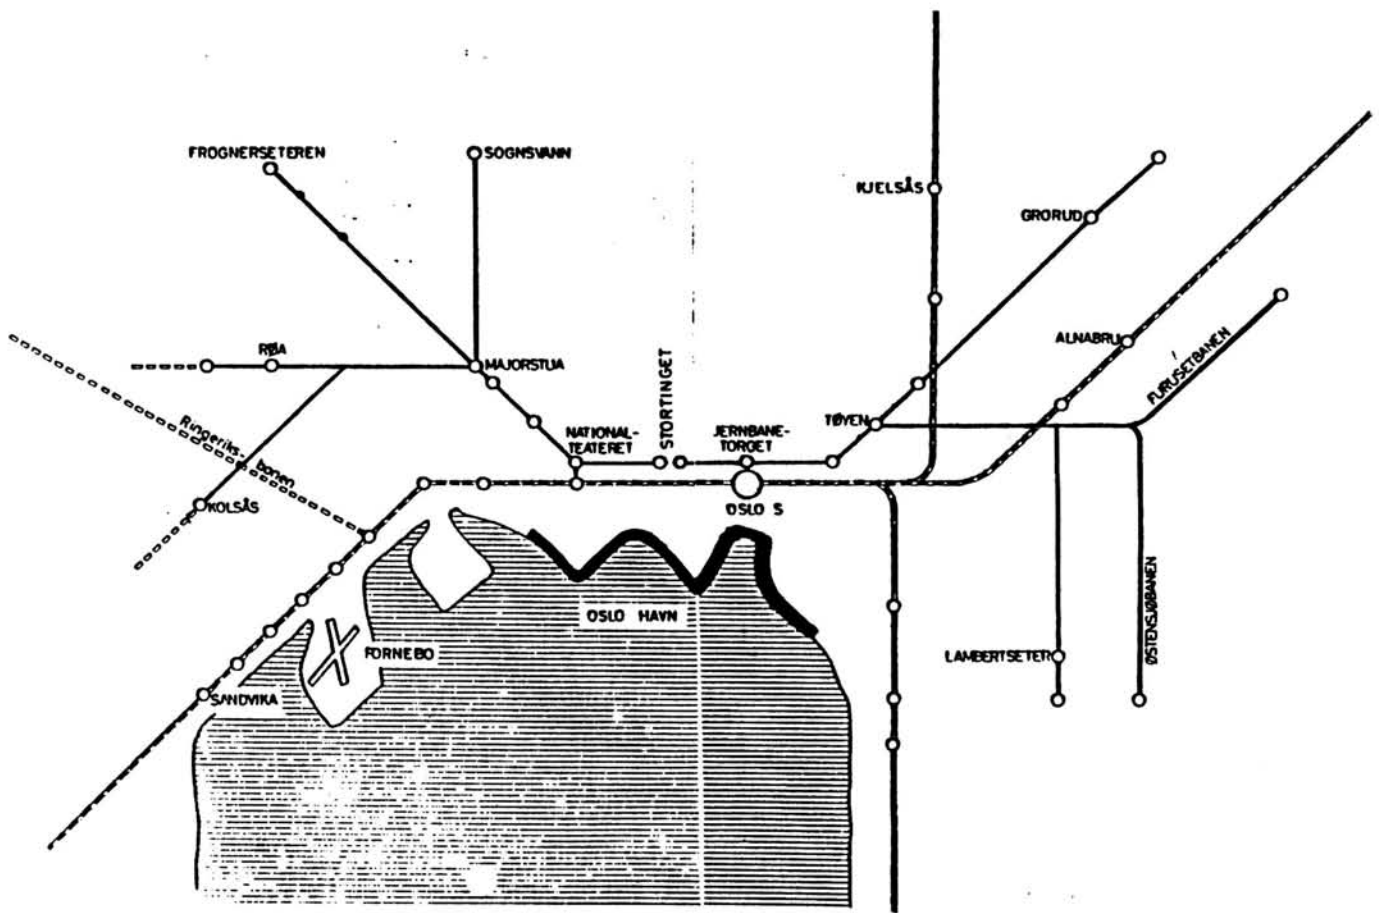 FROGNERSETEREN
SOGNSVANN
KJELSÅS
GRORUD
RØA
MAJORSTUA
ALNABRU
FURUSETBANEN
Ringeriks-
banen
NATIONAL-
TEATERET
STORTINGET
JERNBANE-
TORGET
TØYEN
KOLSÅS
OSLO S
OSLO HAVN
FORNEBO
LAMBERTSETER
ØSTENSJØBANEN
SANDVIKA